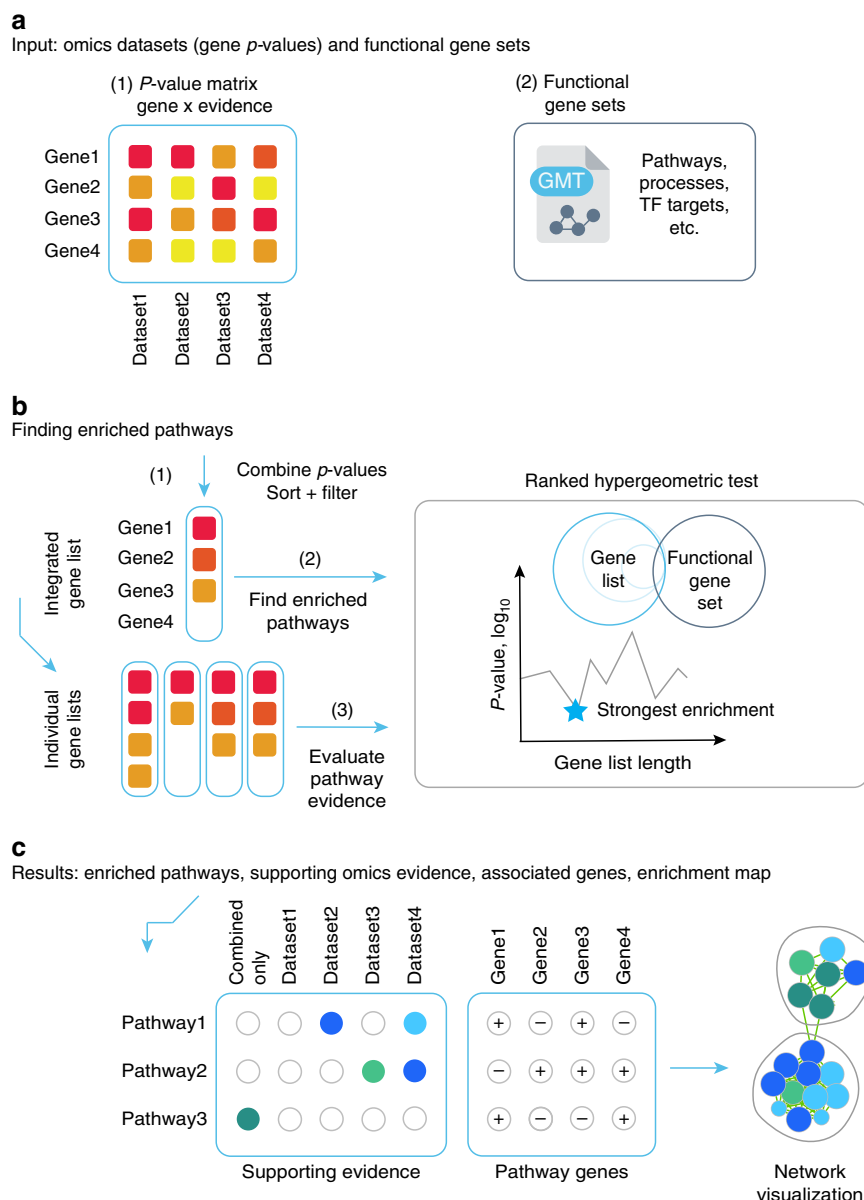 a
Input: omics datasets (gene p-values) and functional gene sets
(1) P-value matrix
gene x evidence
Gene1
Gene2
Gene3
Gene4
Dataset1
Dataset2
Dataset3
Dataset4
(2) Functional
gene sets
GMT
Pathways,
processes,
TF targets,
etc.
b
Finding enriched pathways
(1)
Combine p-values
Sort + filter
Integrated
gene list
Gene1
Gene2
Gene3
Gene4
(2)
Find enriched
pathways
Individual
gene lists
(3)
Evaluate
pathway
evidence
Ranked hypergeometric test
Gene
list
Functional
gene
set
P-value, log10
Strongest enrichment
Gene list length
c
Results: enriched pathways, supporting omics evidence, associated genes, enrichment map
Combined
only
Dataset1
Dataset2
Dataset3
Dataset4
Gene1
Gene2
Gene3
Gene4
Pathway1
+ − + −
Pathway2
− + + +
Pathway3
+ − − +
Supporting evidence
Pathway genes
Network
visualization